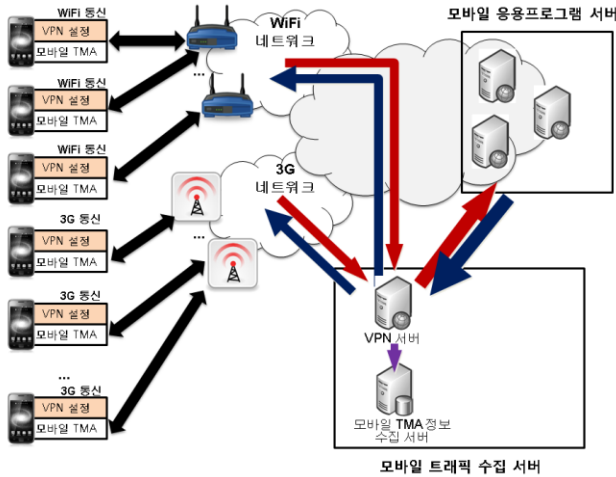 WiFi 통신
VPN 설정
모바일 TMA
WiFi 통신
VPN 설정
모바일 TMA
WiFi 통신
VPN 설정
모바일 TMA
3G 통신
VPN 설정
모바일 TMA
3G 통신
VPN 설정
모바일 TMA
...
3G 통신
VPN 설정
모바일 TMA
...
WiFi
네트워크
3G
네트워크
...
모바일 응용프로그램 서버
VPN 서버
모바일 TMA 정보
수집 서버
모바일 트래픽 수집 서버